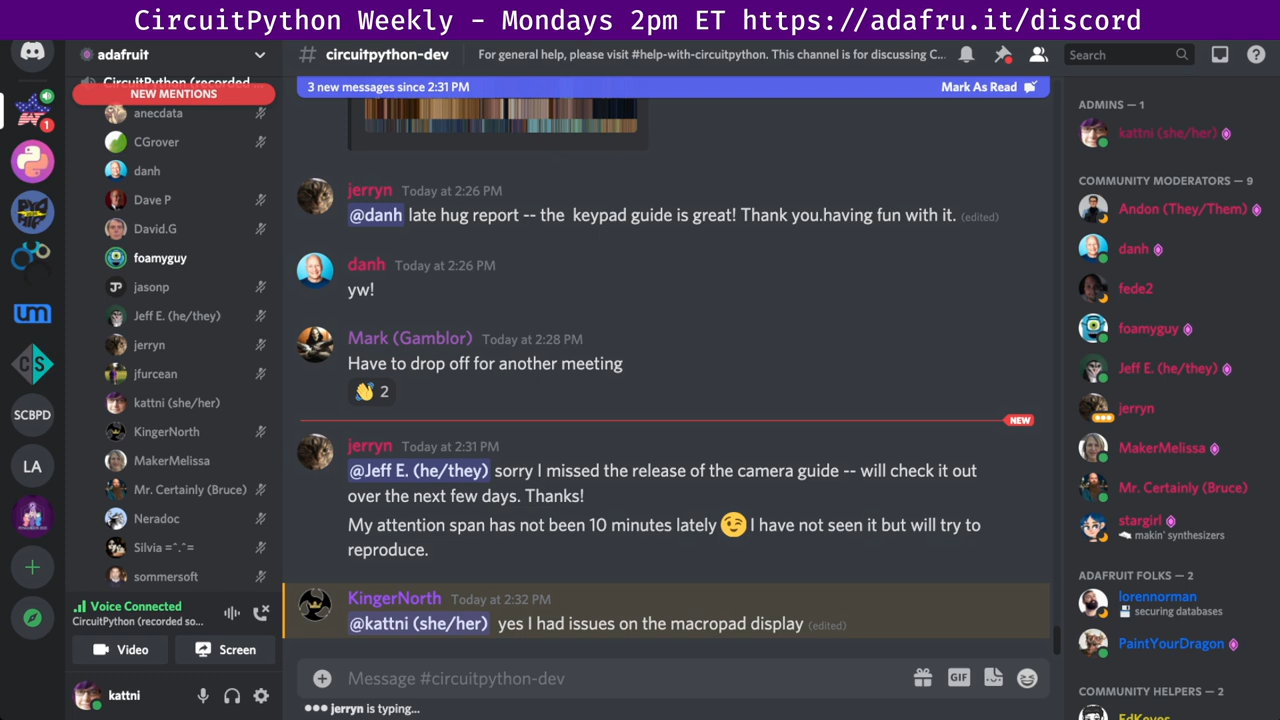 CircuitPython Weekly - Mondays 2pm ET https://adafru.it/discord
adafruit
CircuitPython (recorded ...
NEW MENTIONS
anecdata
CGrover
danh
Dave P
David.G
foamyguy
jasonp
Jeff E. (he/they)
jerryn
jfurcean
kattni (she/her)
KingerNorth
MakerMelissa
Mr. Certainly (Bruce)
Neradoc
Silvia =^.^=
sommersoft
Voice Connected
CircuitPython (recorded so...
Video
Screen
kattni
1
um
CS
SCBPD
LA
# circuitpython-dev
For general help, please visit #help-with-circuitpython. This channel is for discussing C...
Search
3 new messages since 2:31 PM
Mark As Read
jerryn Today at 2:26 PM
@danh late hug report -- the keypad guide is great! Thank you.having fun with it. (edited)
danh Today at 2:26 PM
yw!
Mark (Gamblor) Today at 2:28 PM
Have to drop off for another meeting
👋 2
NEW
jerryn Today at 2:31 PM
@Jeff E. (he/they) sorry I missed the release of the camera guide -- will check it out
over the next few days. Thanks!
My attention span has not been 10 minutes lately 😉 I have not seen it but will try to
reproduce.
KingerNorth Today at 2:32 PM
@kattni (she/her) yes I had issues on the macropad display (edited)
Message #circuitpython-dev
GIF
jerryn is typing...
ADMINS — 1
kattni (she/her)
COMMUNITY MODERATORS — 9
Andon (They/Them)
danh
fede2
foamyguy
Jeff E. (he/they)
jerryn
MakerMelissa
Mr. Certainly (Bruce)
stargirl
makin' synthesizers
ADAFRUIT FOLKS — 2
lorennorman
securing databases
PaintYourDragon
COMMUNITY HELPERS — 2
EdKeyes